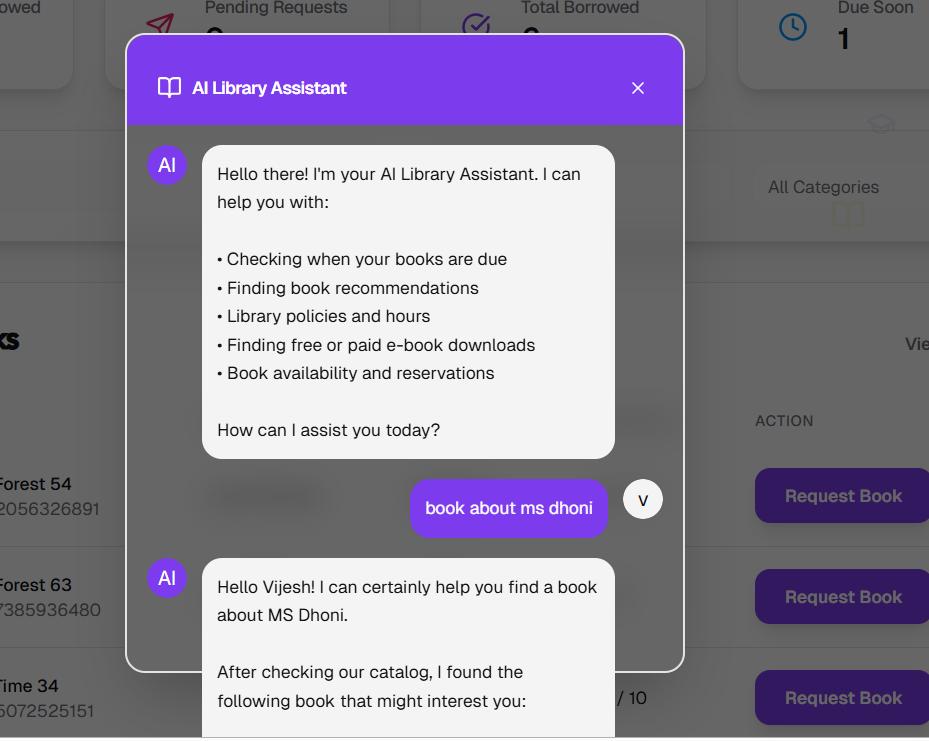 owed
Pending Requests
Total Borrowed
Due Soon
1
AI Library Assistant
All Categories
AI
Hello there! I'm your AI Library Assistant. I can
help you with:
• Checking when your books are due
• Finding book recommendations
• Library policies and hours
• Finding free or paid e-book downloads
• Book availability and reservations
How can I assist you today?
ks
Vie
ACTION
Forest 54
2056326891
Request Book
book about ms dhoni
V
AI
Hello Vijesh! I can certainly help you find a book
about MS Dhoni.
Forest 63
7385936480
Request Book
After checking our catalog, I found the
following book that might interest you:
Time 34
5072525151
/ 10
Request Book